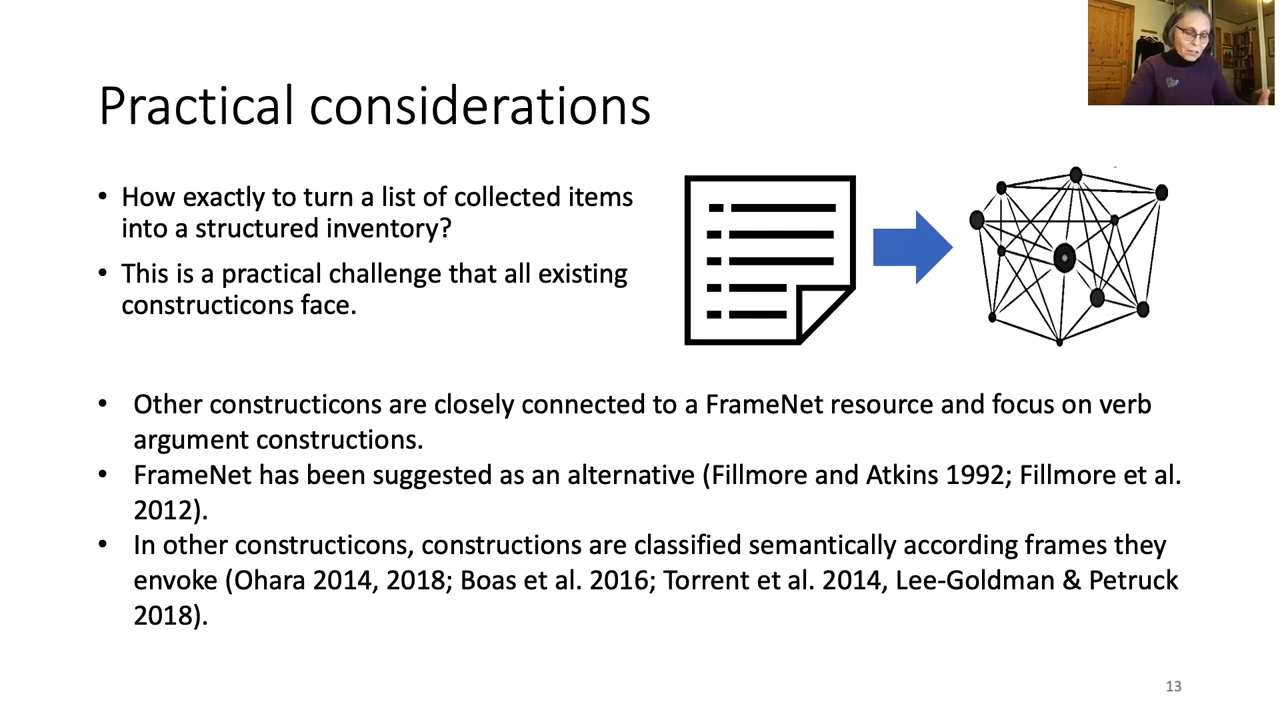 Practical considerations
• How exactly to turn a list of collected items
into a structured inventory?
• This is a practical challenge that all existing
constructicons face.
• Other constructicons are closely connected to a FrameNet resource and focus on verb
argument constructions.
• FrameNet has been suggested as an alternative (Fillmore and Atkins 1992; Fillmore et al.
2012).
• In other constructicons, constructions are classified semantically according frames they
envoke (Ohara 2014, 2018; Boas et al. 2016; Torrent et al. 2014, Lee-Goldman & Petruck
2018).
13